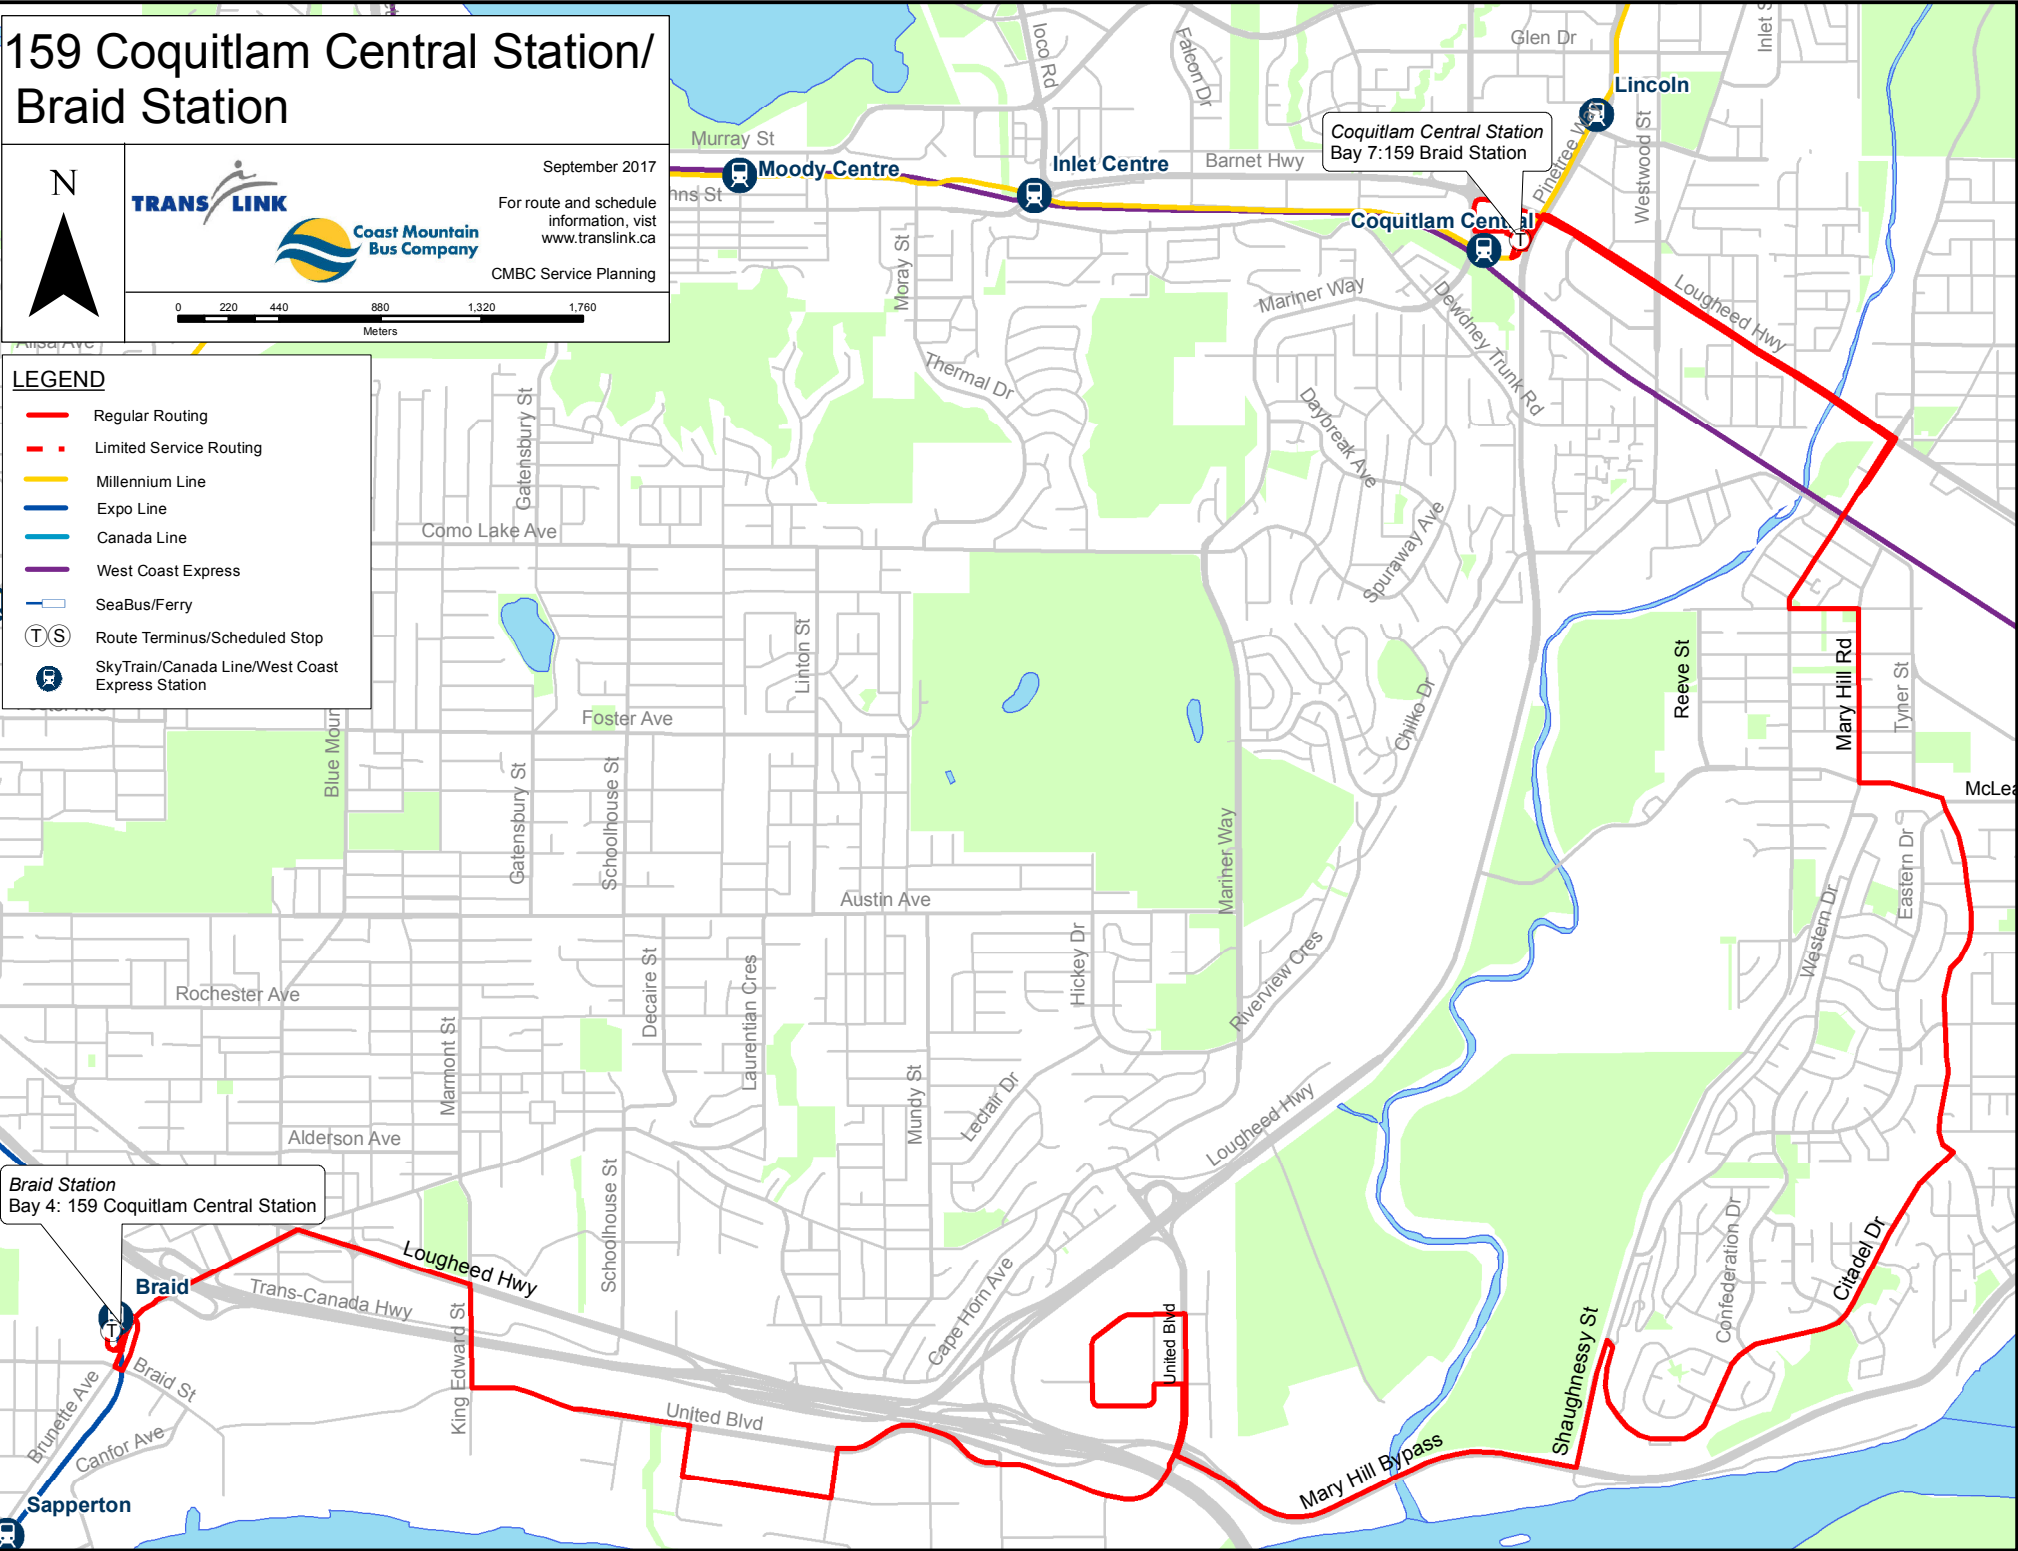 159 Coquitlam Central Station/
Braid Station
N
TRANS LINK
Coast Mountain
Bus Company
September 2017
For route and schedule
information, vist
www.translink.ca
CMBC Service Planning
0 220 440 880 1,320 1,760
Meters
LEGEND
Regular Routing
Limited Service Routing
Millennium Line
Expo Line
Canada Line
West Coast Express
SeaBus/Ferry
T S Route Terminus/Scheduled Stop
SkyTrain/Canada Line/West Coast
Express Station
Ioco Rd
Falcon Dr
Glen Dr
Lincoln
Coquitlam Central Station
Bay 7:159 Braid Station
Westwood St
Murray St
Moody Centre
Inlet Centre
Barnet Hwy
Coquitlam Central
T
Moray St
Mariner Way
Dewdney Trunk Rd
Lougheed Hwy
Thermal Dr
Daybreak Ave
Gatensbury St
Como Lake Ave
Spuraway Ave
Linton St
Chilko Dr
Reeve St
Mary Hill Rd
Tyner St
Foster Ave
Gatensbury St
Schoolhouse St
Mariner Way
Austin Ave
Western Dr
Eastern Dr
Hickey Dr
Riverview Cres
Rochester Ave
Decaire St
Laurentian Cres
Marmont St
Mundy St
Leclair Dr
Lougheed Hwy
Alderson Ave
Schoolhouse St
Braid Station
Bay 4: 159 Coquitlam Central Station
Confederation Dr
Citadel Dr
Lougheed Hwy
Braid
Trans-Canada Hwy
T
Cape Horn Ave
United Blvd
Shaughnessy St
King Edward St
Braid St
United Blvd
Brunette Ave
Canfor Ave
Mary Hill Bypass
Sapperton